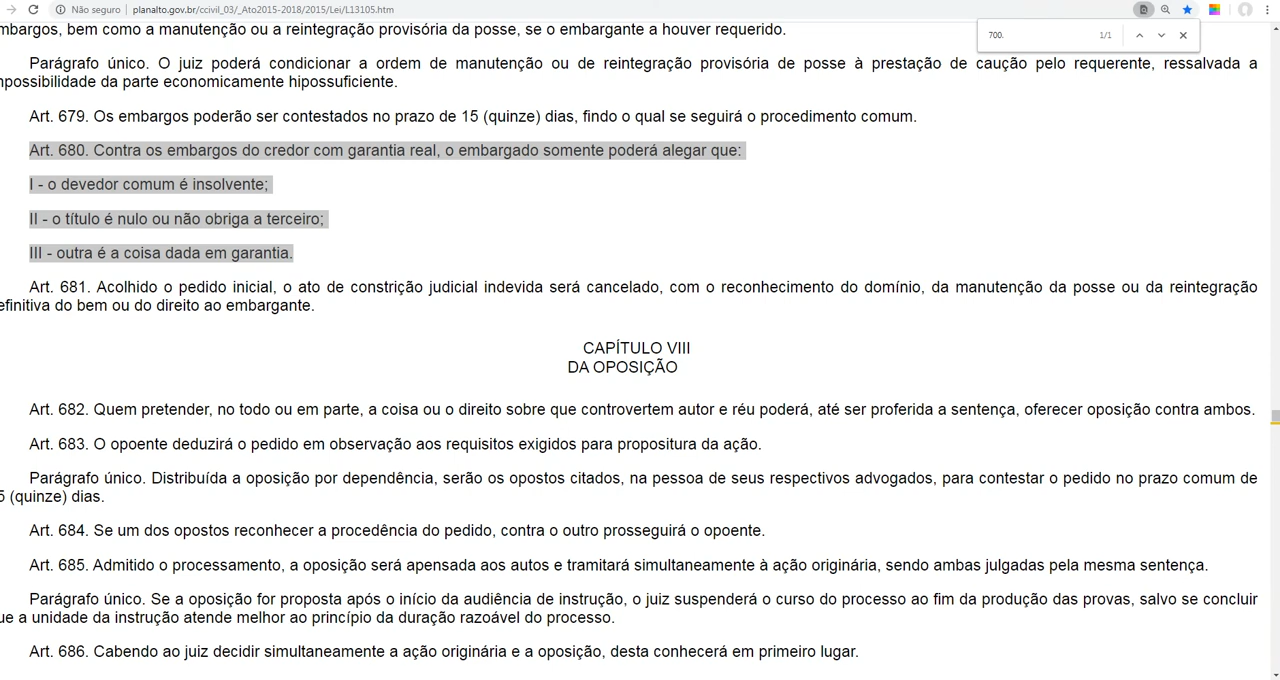 Não seguro | planalto.gov.br/ccivil_03/_Ato2015-2018/2015/Lei/L13105.htm
700. 1/1
mbargos, bem como a manutenção ou a reintegração provisória da posse, se o embargante a houver requerido.
Parágrafo único. O juiz poderá condicionar a ordem de manutenção ou de reintegração provisória de posse à prestação de caução pelo requerente, ressalvada a
npossibilidade da parte economicamente hipossuficiente.
Art. 679. Os embargos poderão ser contestados no prazo de 15 (quinze) dias, findo o qual se seguirá o procedimento comum.
Art. 680. Contra os embargos do credor com garantia real, o embargado somente poderá alegar que:
I - o devedor comum é insolvente;
II - o título é nulo ou não obriga a terceiro;
III - outra é a coisa dada em garantia.
Art. 681. Acolhido o pedido inicial, o ato de constrição judicial indevida será cancelado, com o reconhecimento do domínio, da manutenção da posse ou da reintegração
efinitiva do bem ou do direito ao embargante.
CAPÍTULO VIII
DA OPOSIÇÃO
Art. 682. Quem pretender, no todo ou em parte, a coisa ou o direito sobre que controvertem autor e réu poderá, até ser proferida a sentença, oferecer oposição contra ambos.
Art. 683. O opoente deduzirá o pedido em observação aos requisitos exigidos para propositura da ação.
Parágrafo único. Distribuída a oposição por dependência, serão os opostos citados, na pessoa de seus respectivos advogados, para contestar o pedido no prazo comum de
5 (quinze) dias.
Art. 684. Se um dos opostos reconhecer a procedência do pedido, contra o outro prosseguirá o opoente.
Art. 685. Admitido o processamento, a oposição será apensada aos autos e tramitará simultaneamente à ação originária, sendo ambas julgadas pela mesma sentença.
Parágrafo único. Se a oposição for proposta após o início da audiência de instrução, o juiz suspenderá o curso do processo ao fim da produção das provas, salvo se concluir
ue a unidade da instrução atende melhor ao princípio da duração razoável do processo.
Art. 686. Cabendo ao juiz decidir simultaneamente a ação originária e a oposição, desta conhecerá em primeiro lugar.